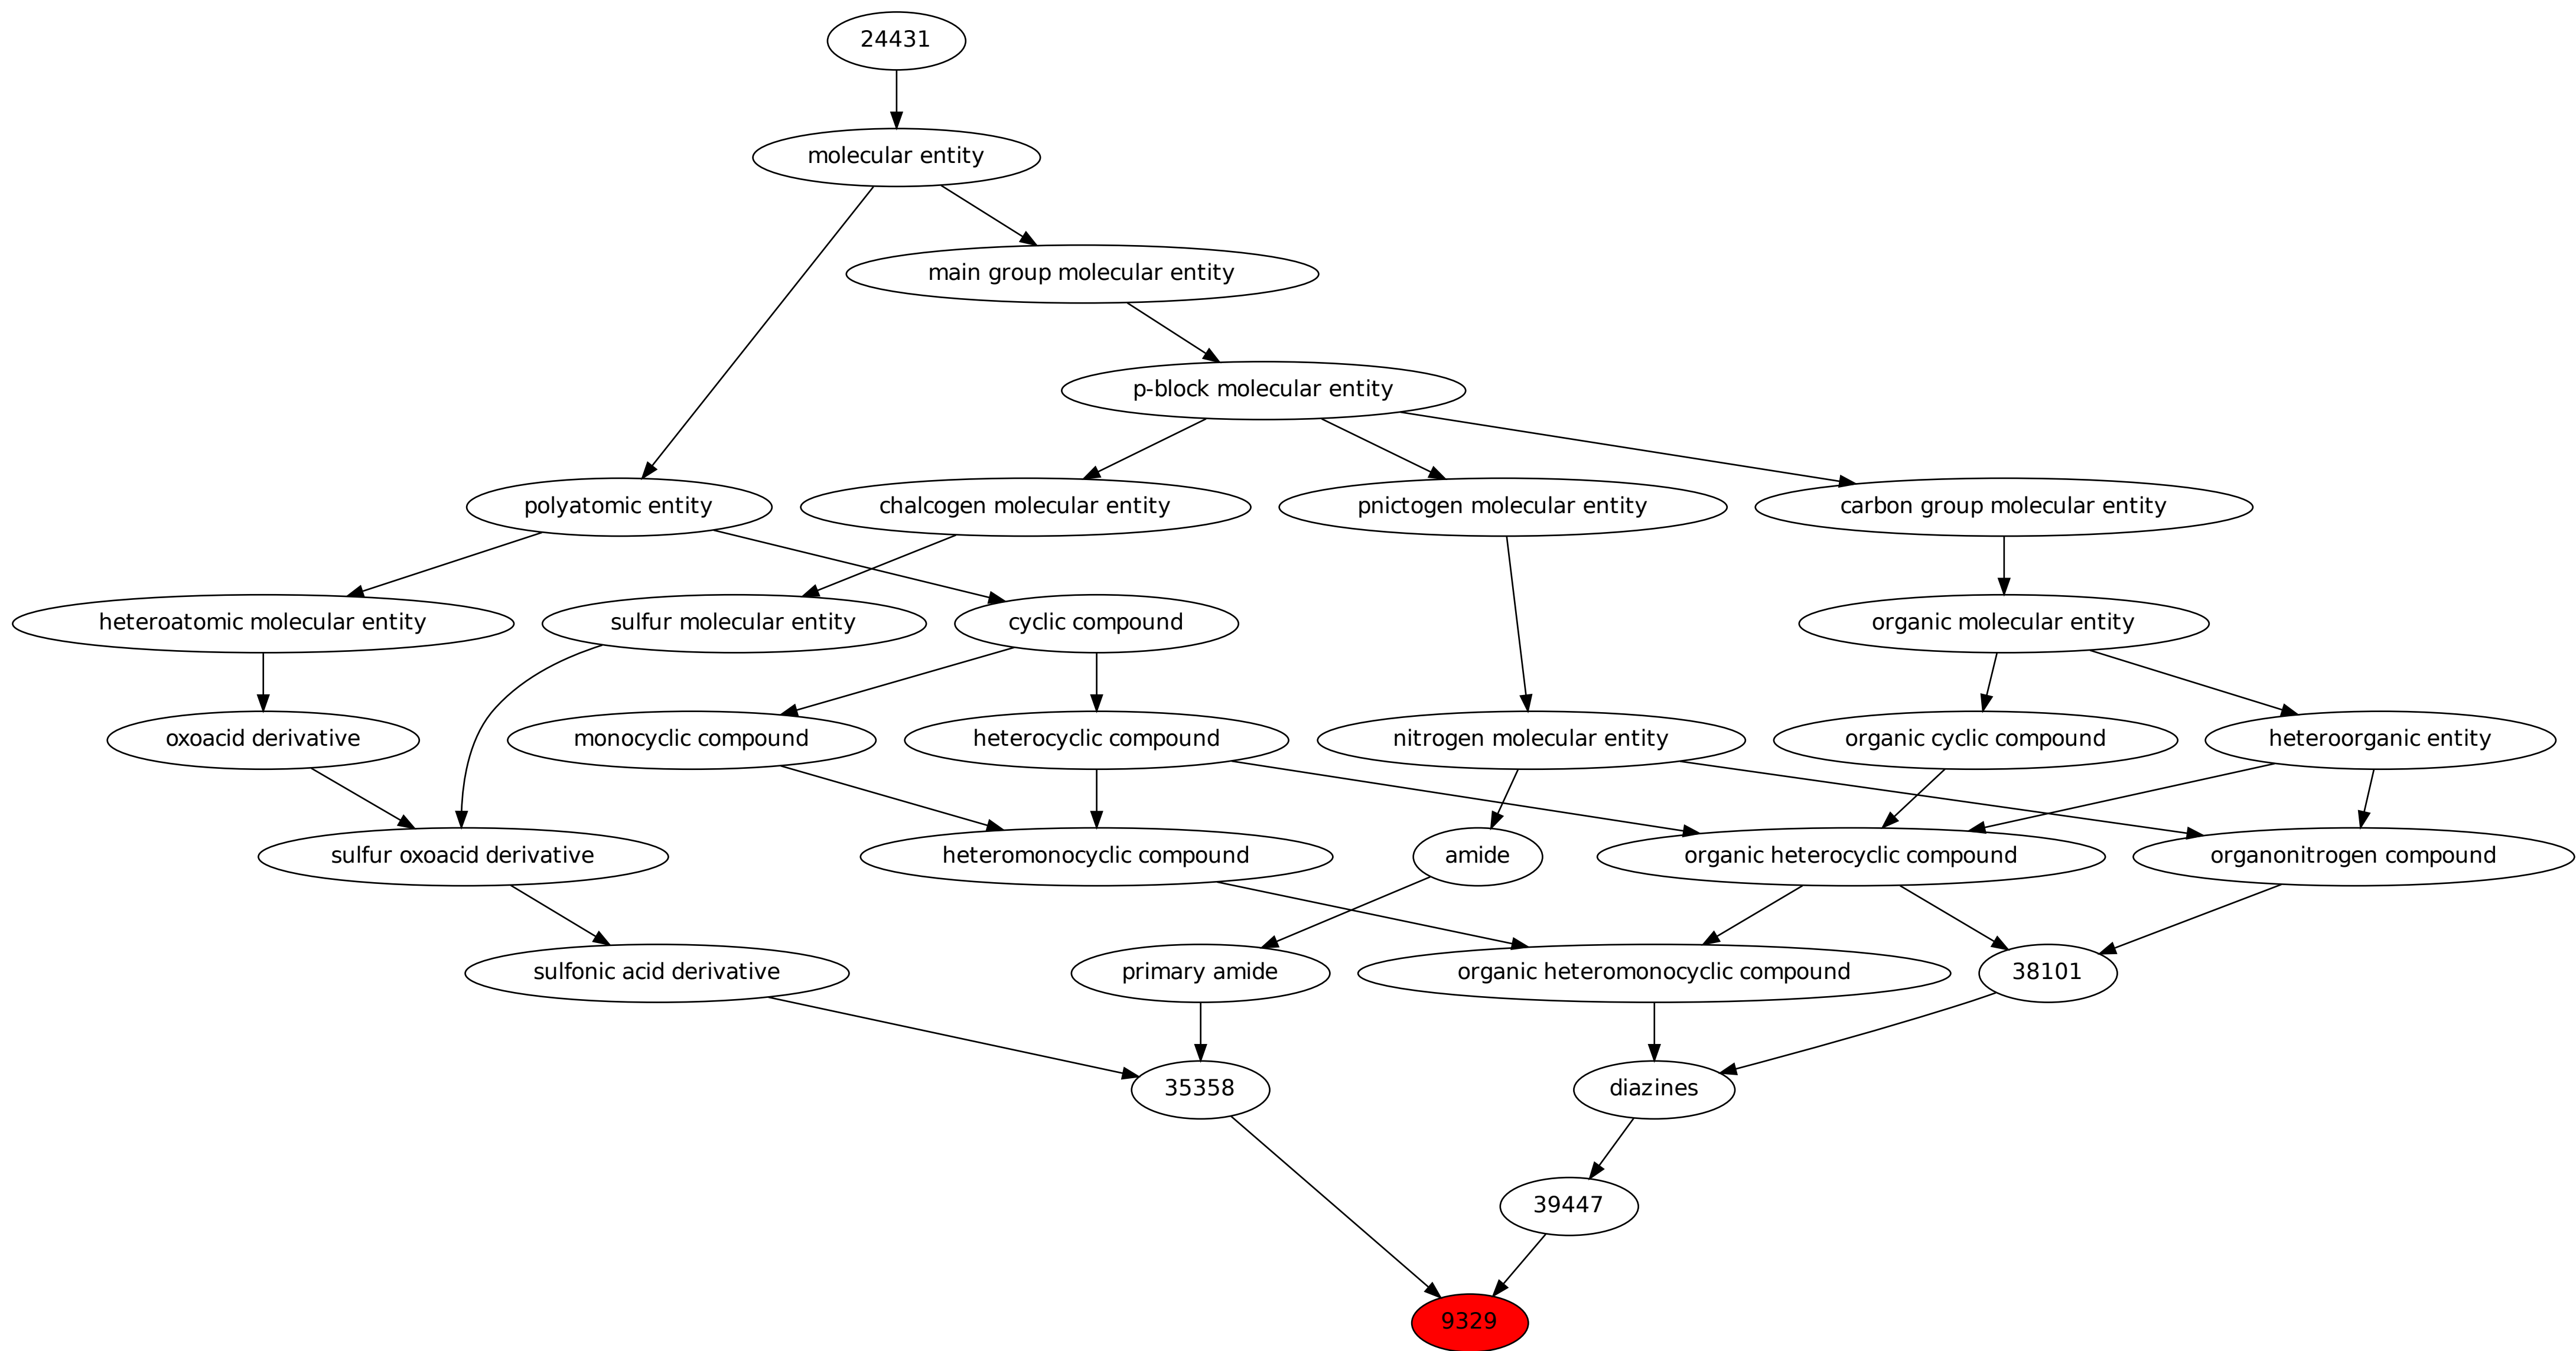 24431
molecular entity
main group molecular entity
p-block molecular entity
polyatomic entity
chalcogen molecular entity
pnictogen molecular entity
carbon group molecular entity
heteroatomic molecular entity
sulfur molecular entity
cyclic compound
organic molecular entity
oxoacid derivative
monocyclic compound
heterocyclic compound
nitrogen molecular entity
organic cyclic compound
heteroorganic entity
sulfur oxoacid derivative
heteromonocyclic compound
amide
organic heterocyclic compound
organonitrogen compound
sulfonic acid derivative
primary amide
organic heteromonocyclic compound
38101
35358
diazines
39447
9329